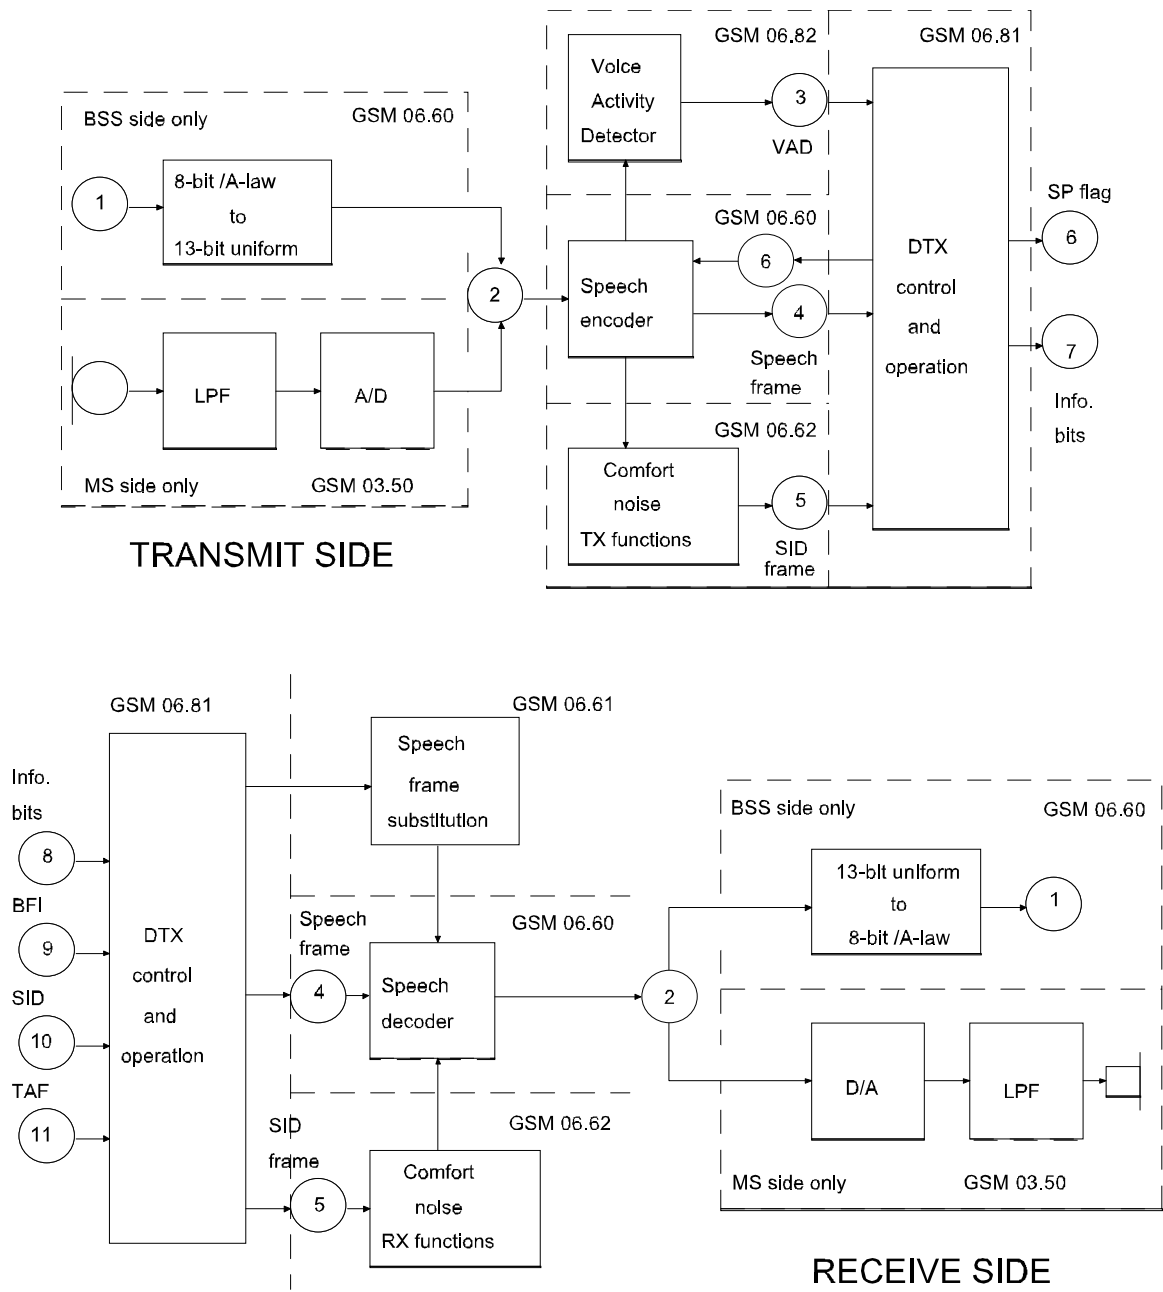 GSM 06.82
GSM 06.81
Voice
Activity
Detector
3
VAD
BSS side only
GSM 06.60
8-bit /A-law
to
13-bit uniform
1
2
GSM 06.60
Speech
encoder
6
4
Speech
frame
DTX
control
and
operation
SP flag
6
7
Info.
bits
LPF
A/D
MS side only
GSM 03.50
GSM 06.62
Comfort
noise
TX functions
5
SID
frame
TRANSMIT SIDE
GSM 06.81
GSM 06.61
Speech
frame
substitution
Info.
bits
8
BFI
9
SID
10
TAF
11
DTX
control
and
operation
Speech
frame
4
GSM 06.60
Speech
decoder
2
SID
frame
5
GSM 06.62
Comfort
noise
RX functions
BSS side only
GSM 06.60
13-bit uniform
to
8-bit /A-law
1
D/A
LPF
MS side only
GSM 03.50
RECEIVE SIDE